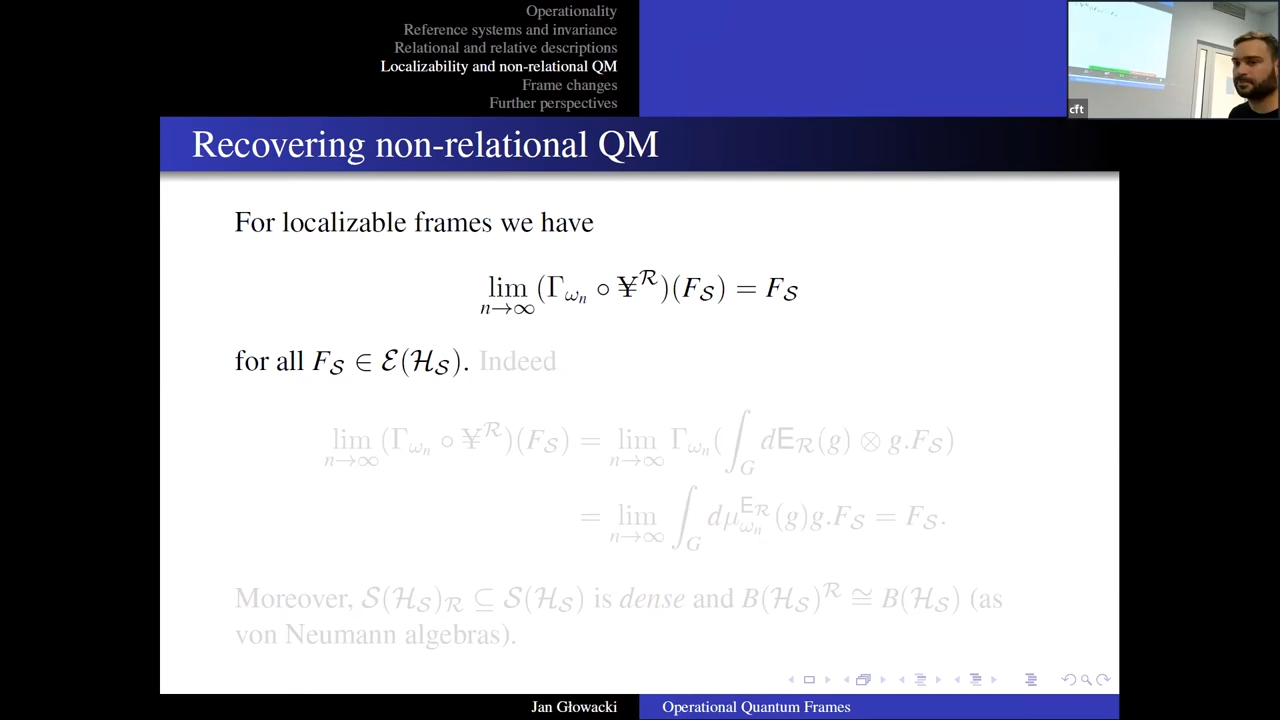 Operationality
Reference systems and invariance
Relational and relative descriptions
Localizability and non-relational QM
Frame changes
Further perspectives
cft
Recovering non-relational QM
For localizable frames we have
lim_{n→∞} (Γ_{ω_n} ∘ ¥^ℛ)(F_𝒮) = F_𝒮
for all F_𝒮 ∈ ℰ(ℋ_𝒮). Indeed
lim_{n→∞} (Γ_{ω_n} ∘ ¥^ℛ)(F_𝒮) = lim_{n→∞} Γ_{ω_n}(∫_G dE_ℛ(g) ⊗ g.F_𝒮)
= lim_{n→∞} ∫_G dμ_{ω_n}^{E_ℛ}(g)g.F_𝒮 = F_𝒮.
Moreover, 𝒮(ℋ_𝒮)_ℛ ⊆ 𝒮(ℋ_𝒮) is dense and B(ℋ_𝒮)^ℛ ≅ B(ℋ_𝒮) (as
von Neumann algebras).
Jan Głowacki
Operational Quantum Frames